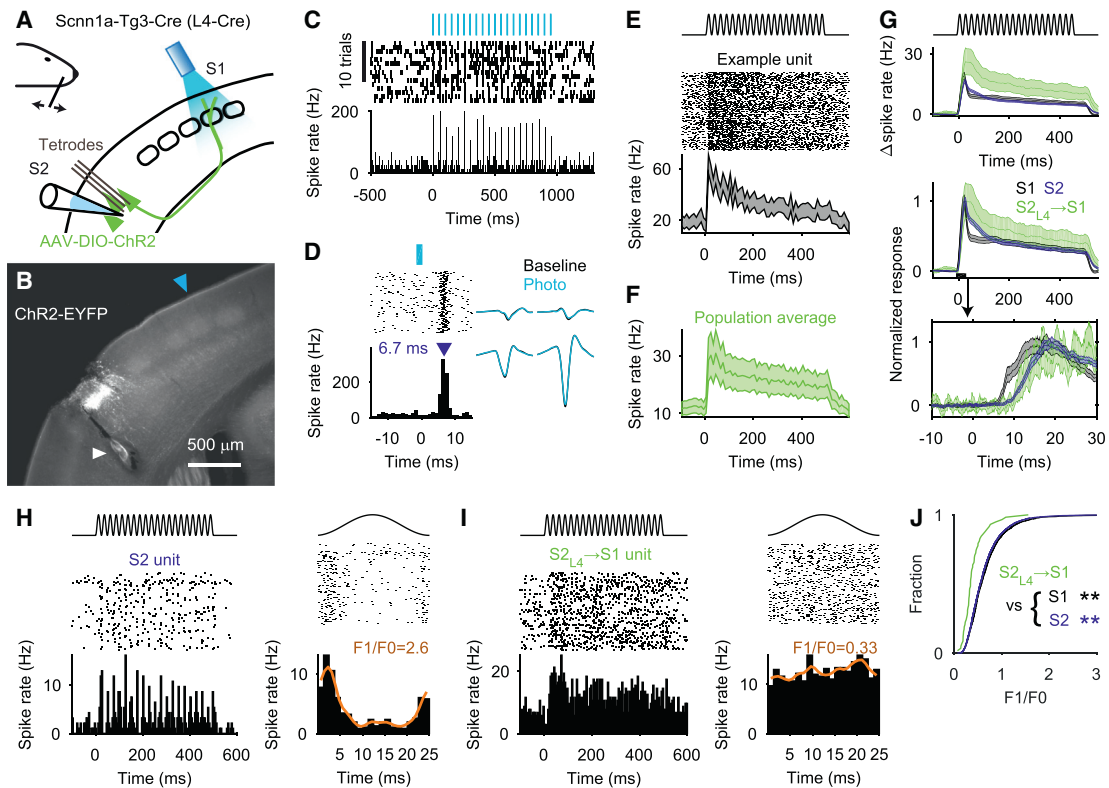 A
Scnn1a-Tg3-Cre (L4-Cre)
S1
Tetrodes
S2
AAV-DIO-ChR2
B
ChR2-EYFP
500 μm
C
10 trials
200
Spike rate (Hz)
0
-500 0 500 1000
Time (ms)
D
Baseline
Photo
6.7 ms
Spike rate (Hz)
200
0
-10 0 10
Time (ms)
E
Example unit
Spike rate (Hz)
60
20
0 200 400
Time (ms)
F
Population average
Spike rate (Hz)
30
10
0 200 400
Time (ms)
G
Δspike rate (Hz)
30
0
0 200 400
Time (ms)
S1 S2
S2L4→S1
Normalized response
1
0
0 200 400
1
0
-10 0 10 20 30
Time (ms)
H
S2 unit
Spike rate (Hz)
10
0
0 200 400 600
Time (ms)
F1/F0=2.6
Spike rate (Hz)
10
0
5 10 15 20 25
Time (ms)
I
S2L4→S1 unit
Spike rate (Hz)
20
0
0 200 400 600
Time (ms)
F1/F0=0.33
Spike rate (Hz)
10
0
5 10 15 20 25
Time (ms)
J
Fraction
1
0
S2L4→S1
vs { S1 **
S2 **
0 1 2 3
F1/F0